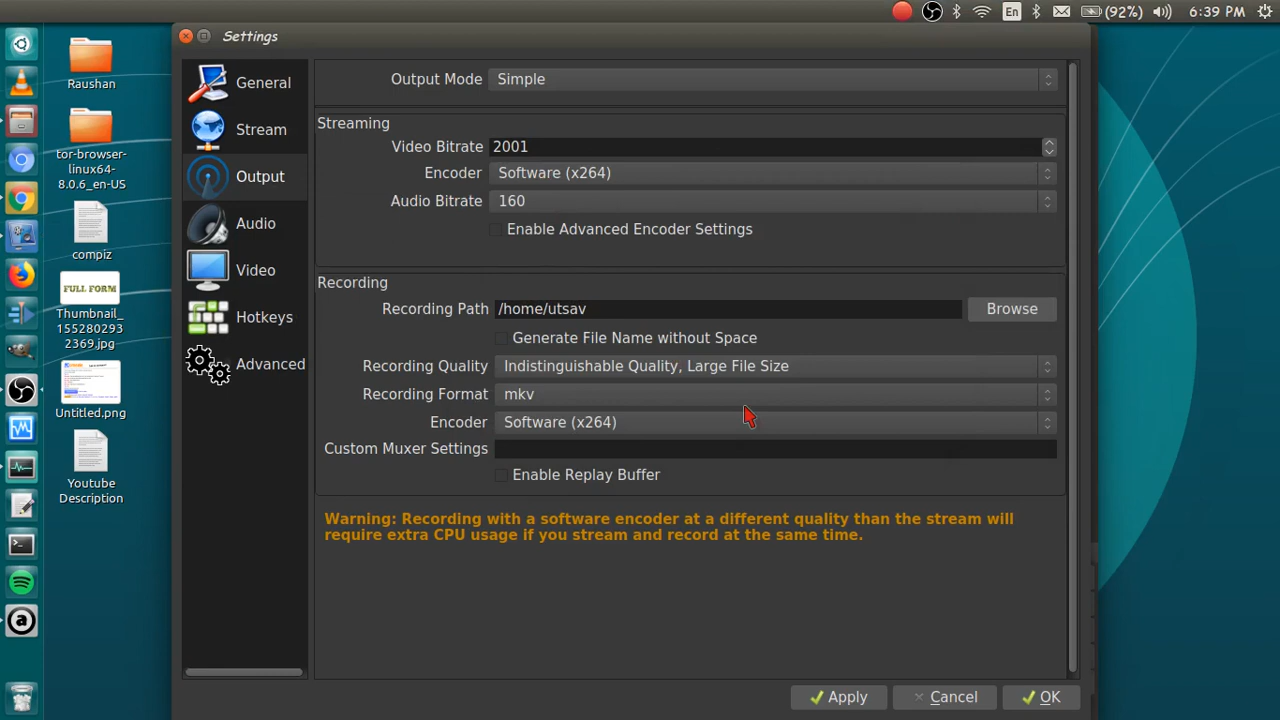 En
(92%)
6:39 PM
Settings
Raushan
tor-browser-
linux64-
8.0.6_en-US
compiz
FULL FORM
Thumbnail_
155280293
2369.jpg
Untitled.png
Youtube
Description
General
Stream
Output
Audio
Video
Hotkeys
Advanced
Output Mode Simple
Streaming
Video Bitrate 2001
Encoder Software (x264)
Audio Bitrate 160
Enable Advanced Encoder Settings
Recording
Recording Path /home/utsav Browse
Generate File Name without Space
Recording Quality Indistinguishable Quality, Large File Size
Recording Format mkv
Encoder Software (x264)
Custom Muxer Settings
Enable Replay Buffer
Warning: Recording with a software encoder at a different quality than the stream will
require extra CPU usage if you stream and record at the same time.
Apply Cancel OK